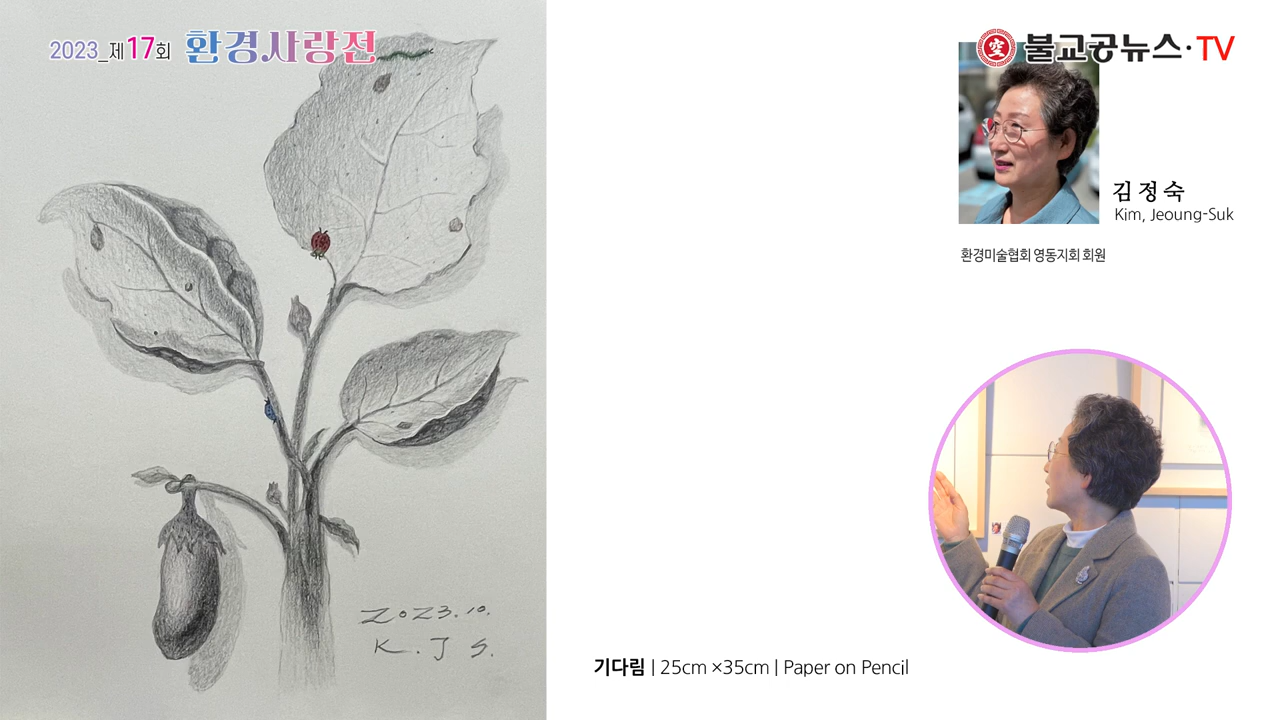 2023_제17회 환경사랑전
空 불교공뉴스·TV
김정숙
Kim, Jeoung-Suk
환경미술협회 영동지회 회원
2023.10.
K.J S.
기다림 | 25cm ×35cm | Paper on Pencil